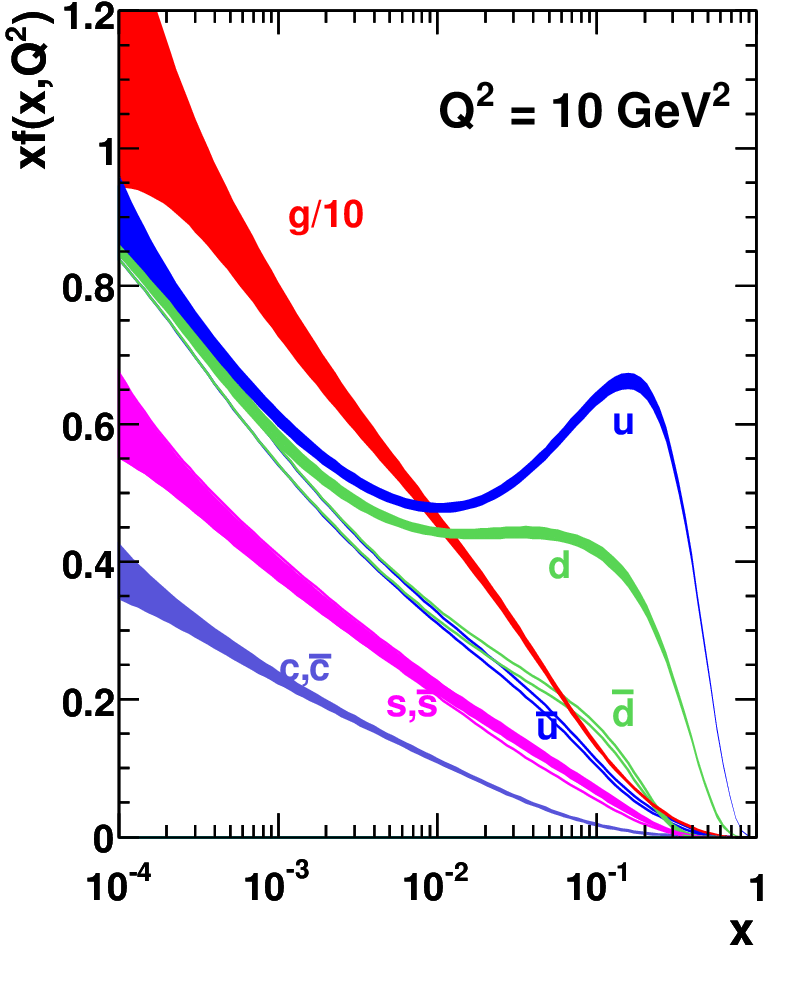 xf(x,Q²)
1.2
1
0.8
0.6
0.4
0.2
0
Q² = 10 GeV²
g/10
u
d
c,c̅
s,s̅
u̅
d̅
10⁻⁴ 10⁻³ 10⁻² 10⁻¹ 1
x